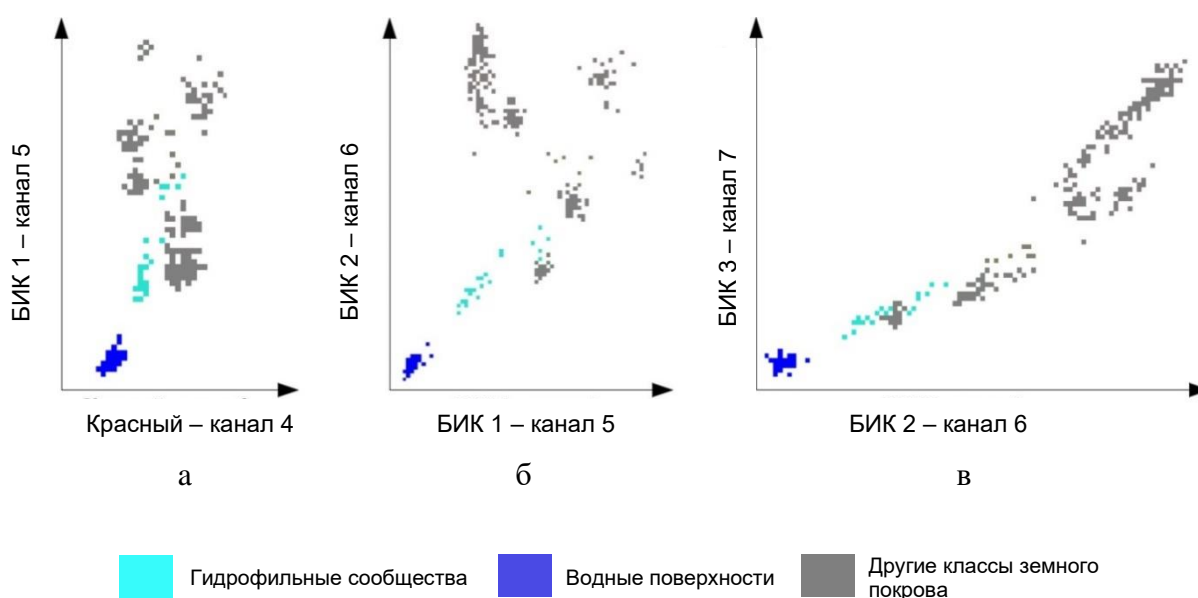 БИК 1 – канал 5
Красный – канал 4
а
БИК 2 – канал 6
БИК 1 – канал 5
б
БИК 3 – канал 7
БИК 2 – канал 6
в
Гидрофильные сообщества
Водные поверхности
Другие классы земного
покрова